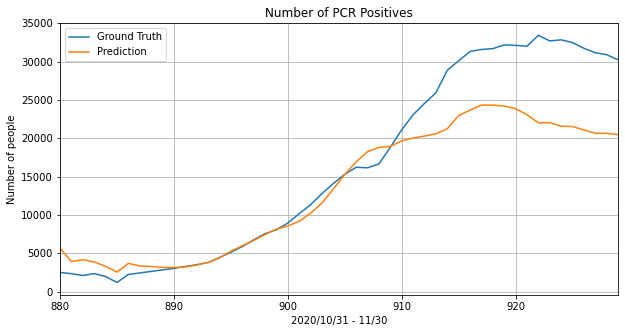 Number of PCR Positives
Ground Truth
Prediction
35000
30000
25000
20000
15000
10000
5000
0
Number of people
880
890
900
910
920
2020/10/31 - 11/30